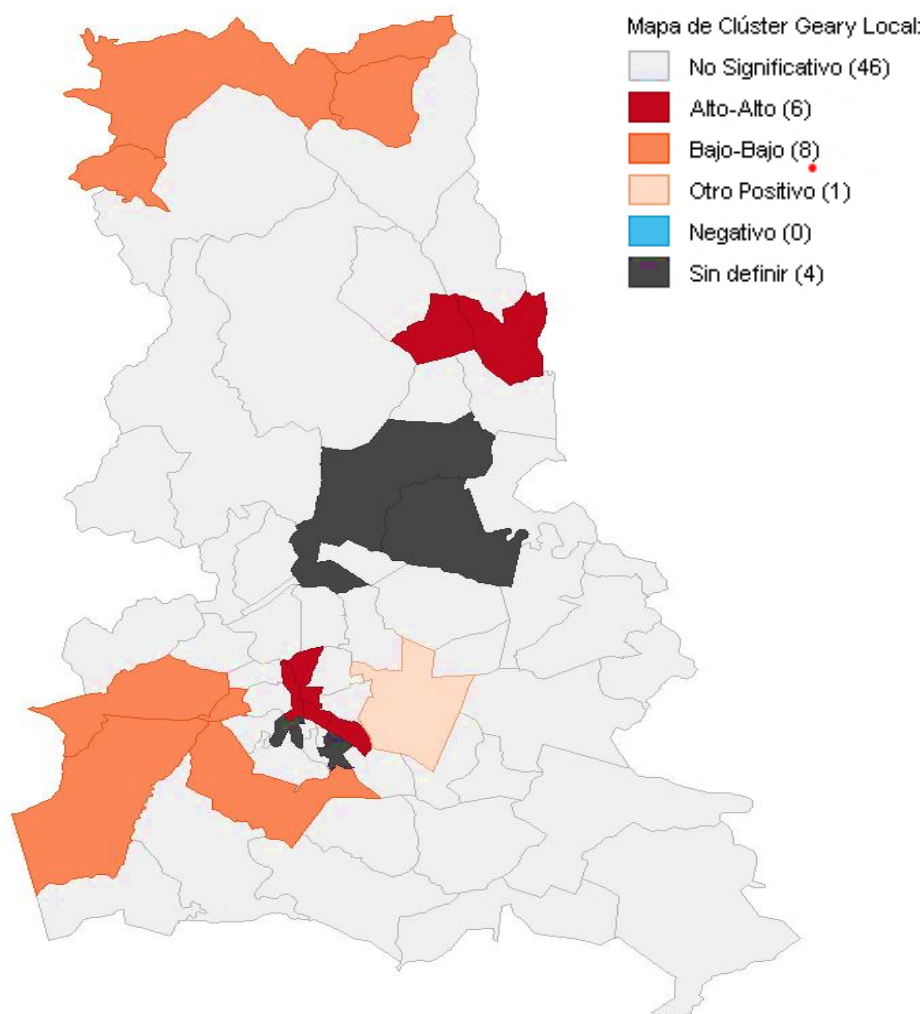 Mapa de Clúster Geary Local:
No Significativo (46)
Alto-Alto (6)
Bajo-Bajo (8)
Otro Positivo (1)
Negativo (0)
Sin definir (4)